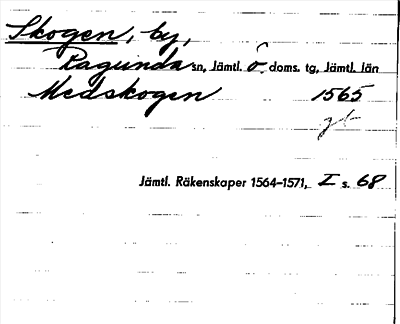 Skogen, by,
Ragunda sn, Jämtl. ö. doms. tg, Jämtl. län
Medskogen 1565
Jämtl. Räkenskaper 1564–1571, I s. 68